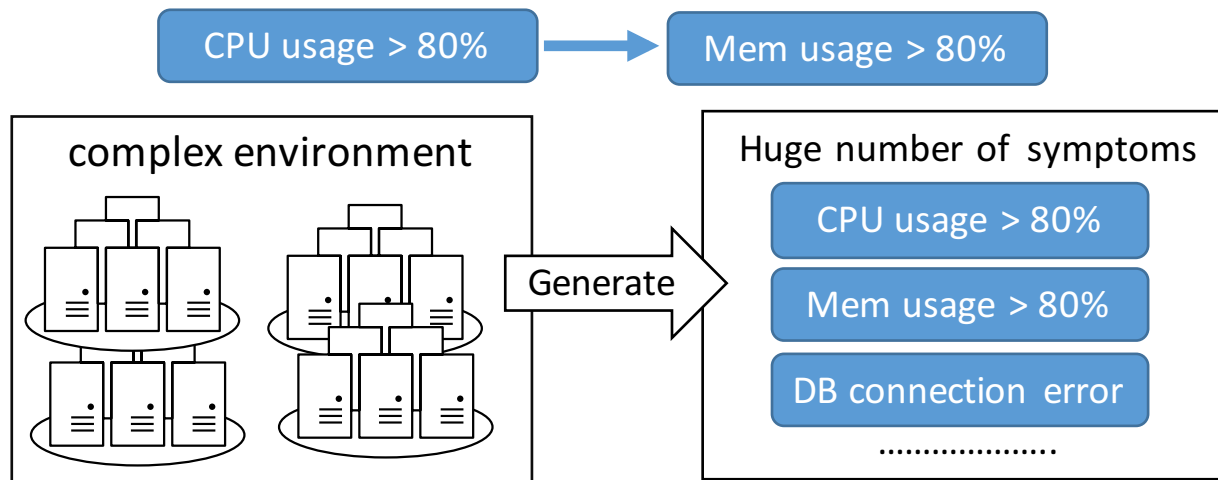 CPU usage > 80%
Mem usage > 80%
complex environment
Generate
Huge number of symptoms
CPU usage > 80%
Mem usage > 80%
DB connection error
....................